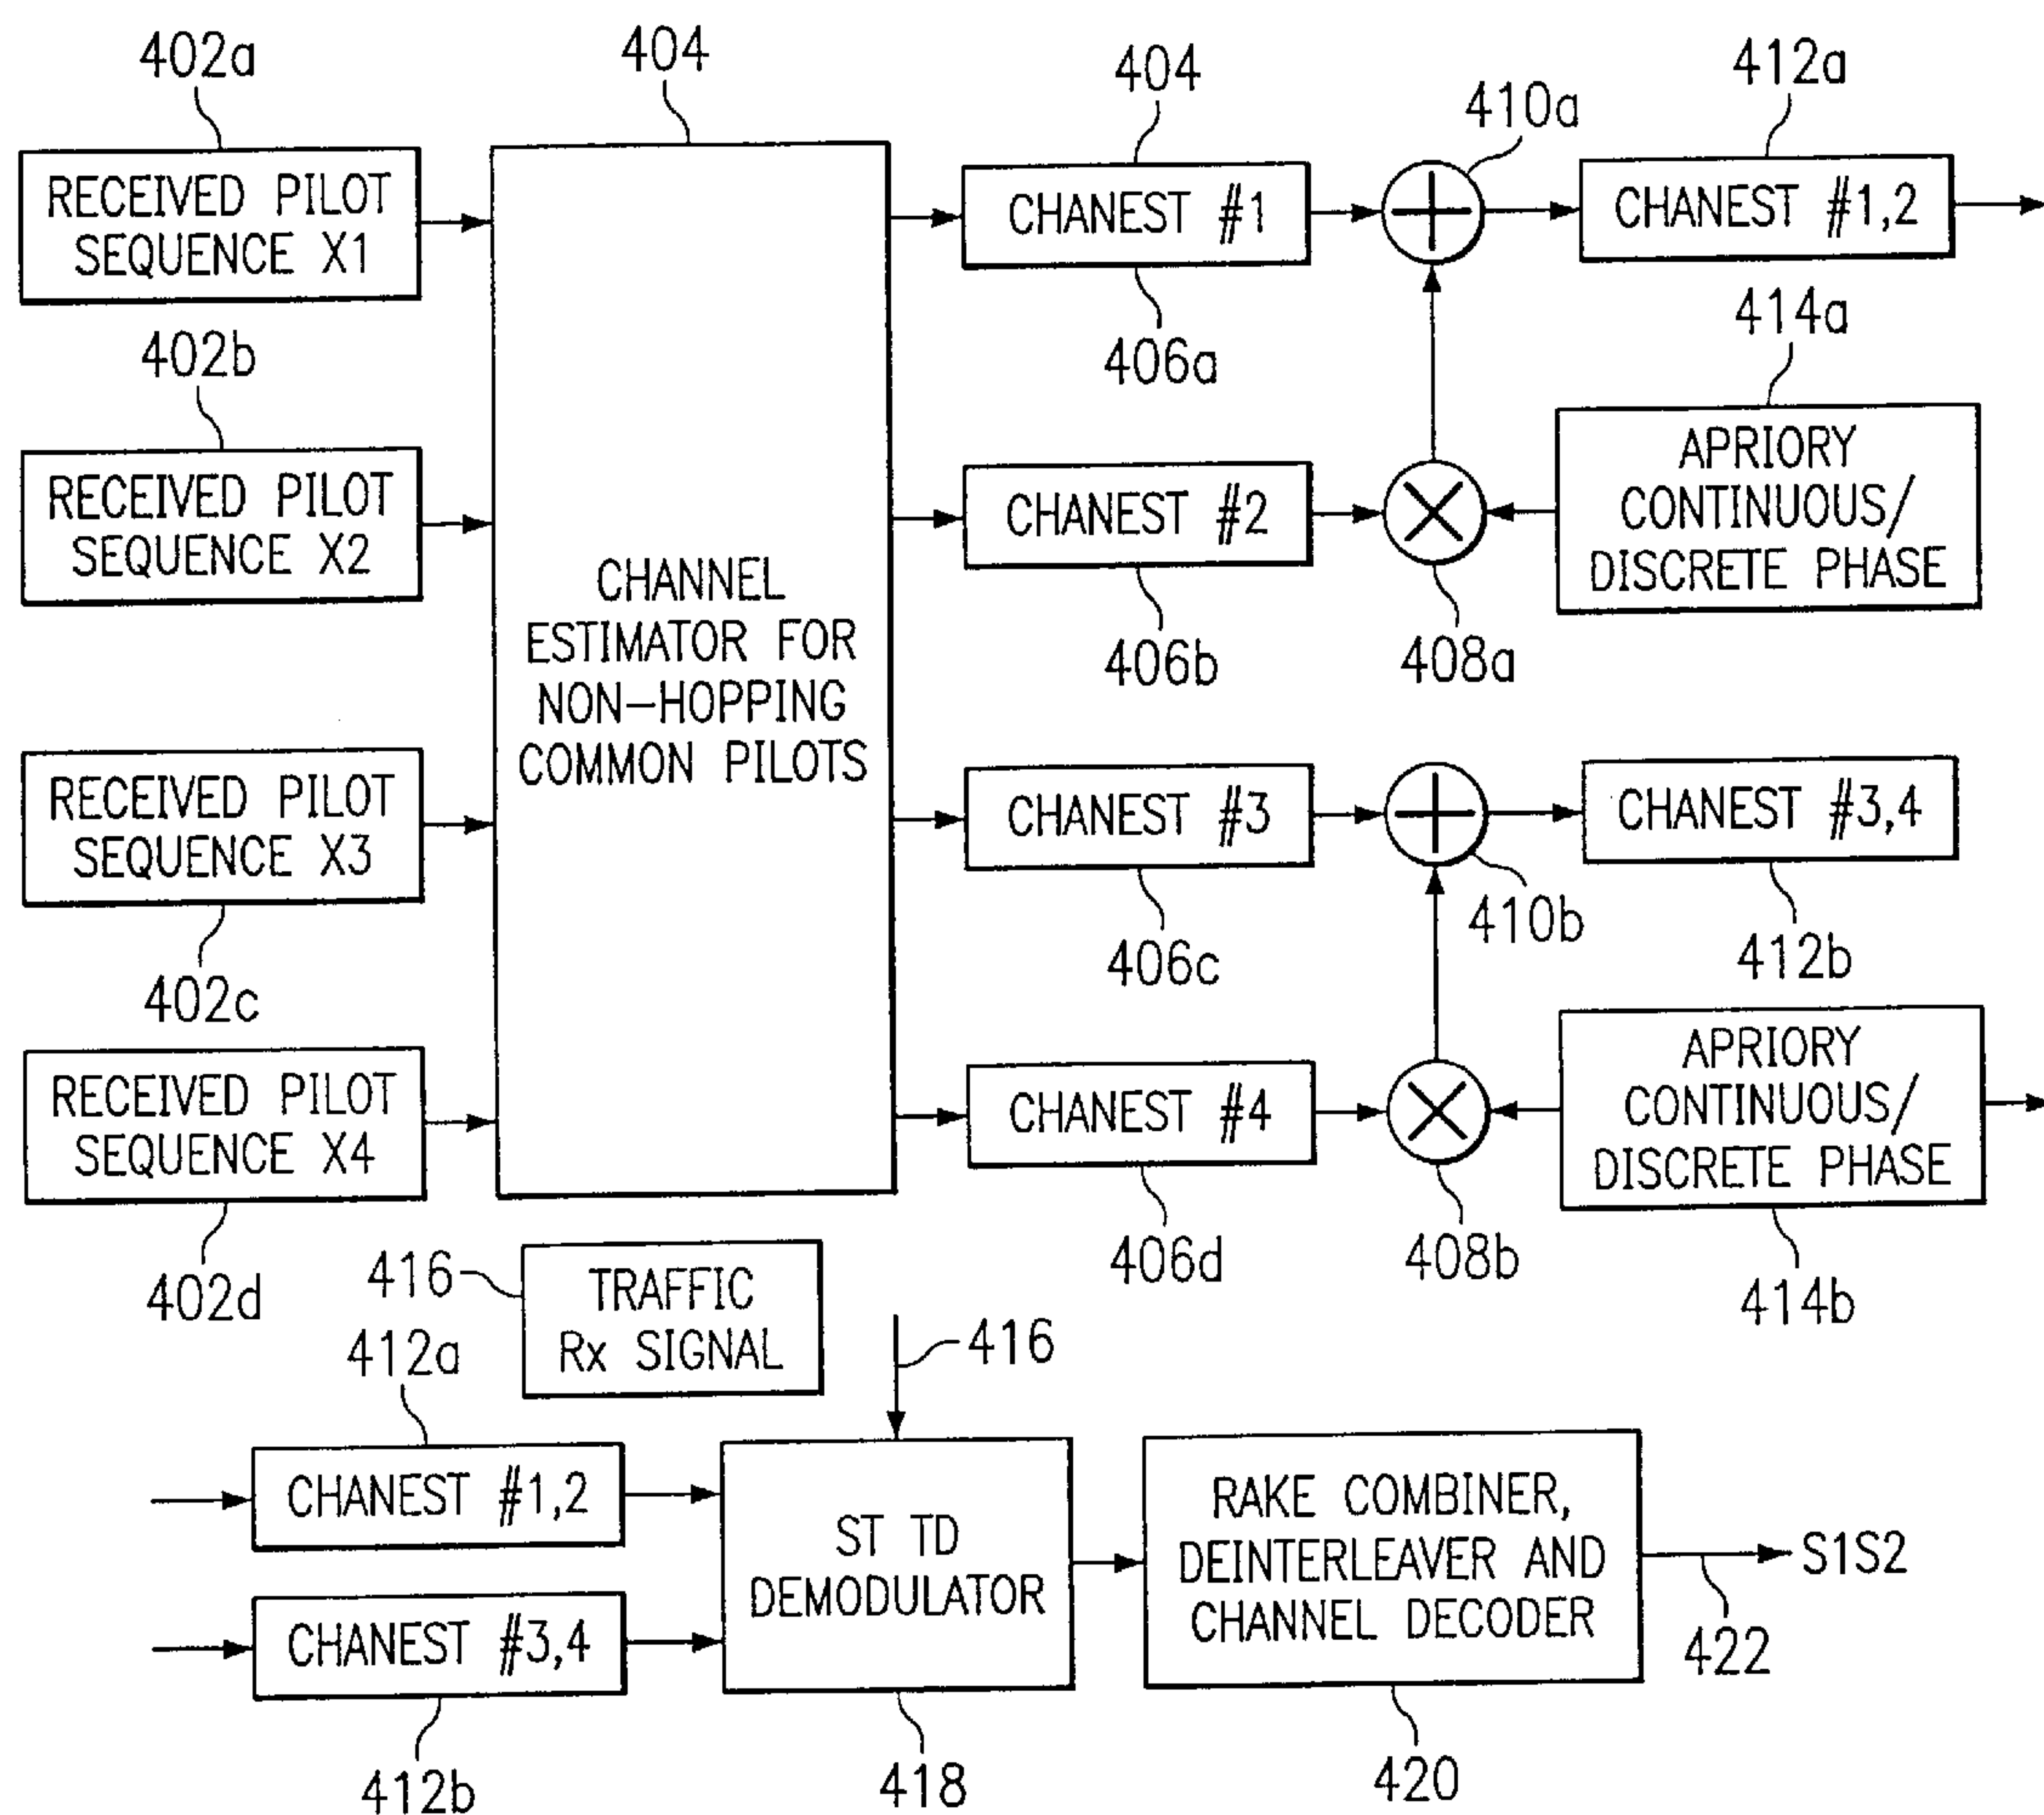 402a
404
404
410a
412a
RECEIVED PILOT
SEQUENCE X1
CHANEST #1
CHANEST #1,2
402b
406a
414a
RECEIVED PILOT
SEQUENCE X2
CHANNEL
ESTIMATOR FOR
NON-HOPPING
COMMON PILOTS
CHANEST #2
APRIORY
CONTINUOUS/
DISCRETE PHASE
406b
408a
RECEIVED PILOT
SEQUENCE X3
CHANEST #3
CHANEST #3,4
402c
406c
410b
412b
RECEIVED PILOT
SEQUENCE X4
CHANEST #4
APRIORY
CONTINUOUS/
DISCRETE PHASE
402d
406d
408b
414b
416
TRAFFIC
Rx SIGNAL
416
412a
CHANEST #1,2
ST TD
DEMODULATOR
RAKE COMBINER,
DEINTERLEAVER AND
CHANNEL DECODER
S1S2
CHANEST #3,4
422
412b
418
420